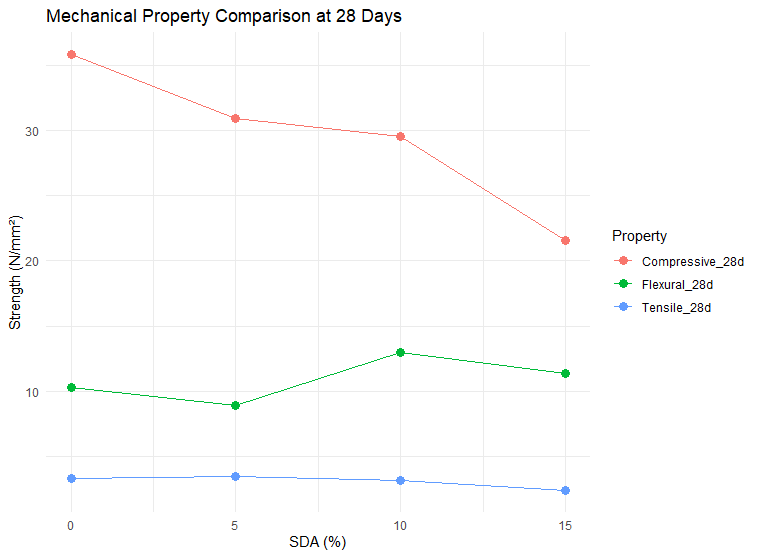 Mechanical Property Comparison at 28 Days
Strength (N/mm²)
30
20
10
0
5
10
15
SDA (%)
Property
Compressive_28d
Flexural_28d
Tensile_28d